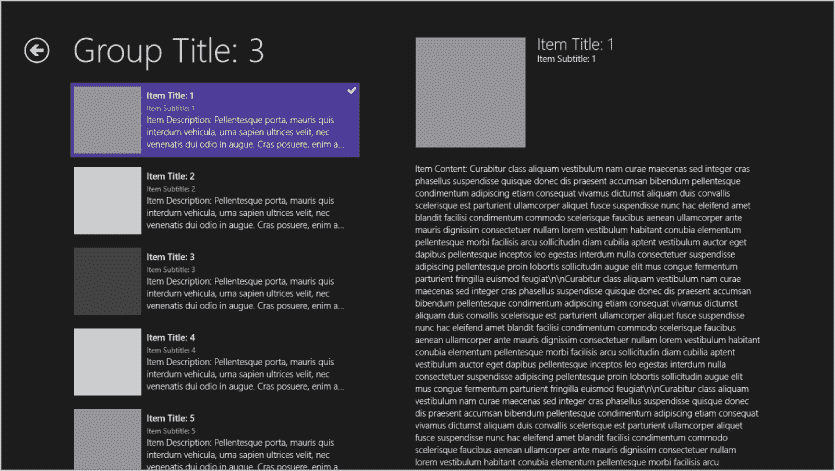 Group Title: 3
Item Title: 1
Item Subtitle: 1
Item Description: Pellentesque porta, mauris quis
interdum vehicula, urna sapien ultrices velit, nec
venenatis dui odio in augue. Cras posuere, enim a...
Item Title: 2
Item Subtitle: 2
Item Description: Pellentesque porta, mauris quis
interdum vehicula, urna sapien ultrices velit, nec
venenatis dui odio in augue. Cras posuere, enim a...
Item Title: 3
Item Subtitle: 3
Item Description: Pellentesque porta, mauris quis
interdum vehicula, urna sapien ultrices velit, nec
venenatis dui odio in augue. Cras posuere, enim a...
Item Title: 4
Item Subtitle: 4
Item Description: Pellentesque porta, mauris quis
interdum vehicula, urna sapien ultrices velit, nec
venenatis dui odio in augue. Cras posuere, enim a...
Item Title: 5
Item Subtitle: 5
Item Description: Pellentesque porta, mauris quis
interdum vehicula, urna sapien ultrices velit, nec
venenatis dui odio in augue. Cras posuere, enim a...
Item Title: 1
Item Subtitle: 1
Item Content: Curabitur class aliquam vestibulum nam curae maecenas sed integer cras
phasellus suspendisse quisque donec dis praesent accumsan bibendum pellentesque
condimentum adipiscing etiam consequat vivamus dictumst aliquam duis convallis
scelerisque est parturient ullamcorper aliquet fusce suspendisse nunc hac eleifend amet
blandit facilisi condimentum commodo scelerisque faucibus aenean ullamcorper ante
mauris dignissim consectetuer nullam lorem vestibulum habitant conubia elementum
pellentesque morbi facilisis arcu sollicitudin diam cubilia aptent vestibulum auctor eget
dapibus pellentesque inceptos leo egestas interdum nulla consectetuer suspendisse
adipiscing pellentesque proin lobortis sollicitudin augue elit mus congue fermentum
parturient fringilla euismod feugiat\n\nCurabitur class aliquam vestibulum nam curae
maecenas sed integer cras phasellus suspendisse quisque donec dis praesent accumsan
bibendum pellentesque condimentum adipiscing etiam consequat vivamus dictumst
aliquam duis convallis scelerisque est parturient ullamcorper aliquet fusce suspendisse
nunc hac eleifend amet blandit facilisi condimentum commodo scelerisque faucibus
aenean ullamcorper ante mauris dignissim consectetuer nullam lorem vestibulum habitant
conubia elementum pellentesque morbi facilisis arcu sollicitudin diam cubilia aptent
vestibulum auctor eget dapibus pellentesque inceptos leo egestas interdum nulla
consectetuer suspendisse adipiscing pellentesque proin lobortis sollicitudin augue elit
mus congue fermentum parturient fringilla euismod feugiat\n\nCurabitur class aliquam
vestibulum nam curae maecenas sed integer cras phasellus suspendisse quisque donec
dis praesent accumsan bibendum pellentesque condimentum adipiscing etiam consequat
vivamus dictumst aliquam duis convallis scelerisque est parturient ullamcorper aliquet
fusce suspendisse nunc hac eleifend amet blandit facilisi condimentum commodo
scelerisque faucibus aenean ullamcorper ante mauris dignissim consectetuer nullam
lorem vestibulum habitant conubia elementum pellentesque morbi facilisis arcu